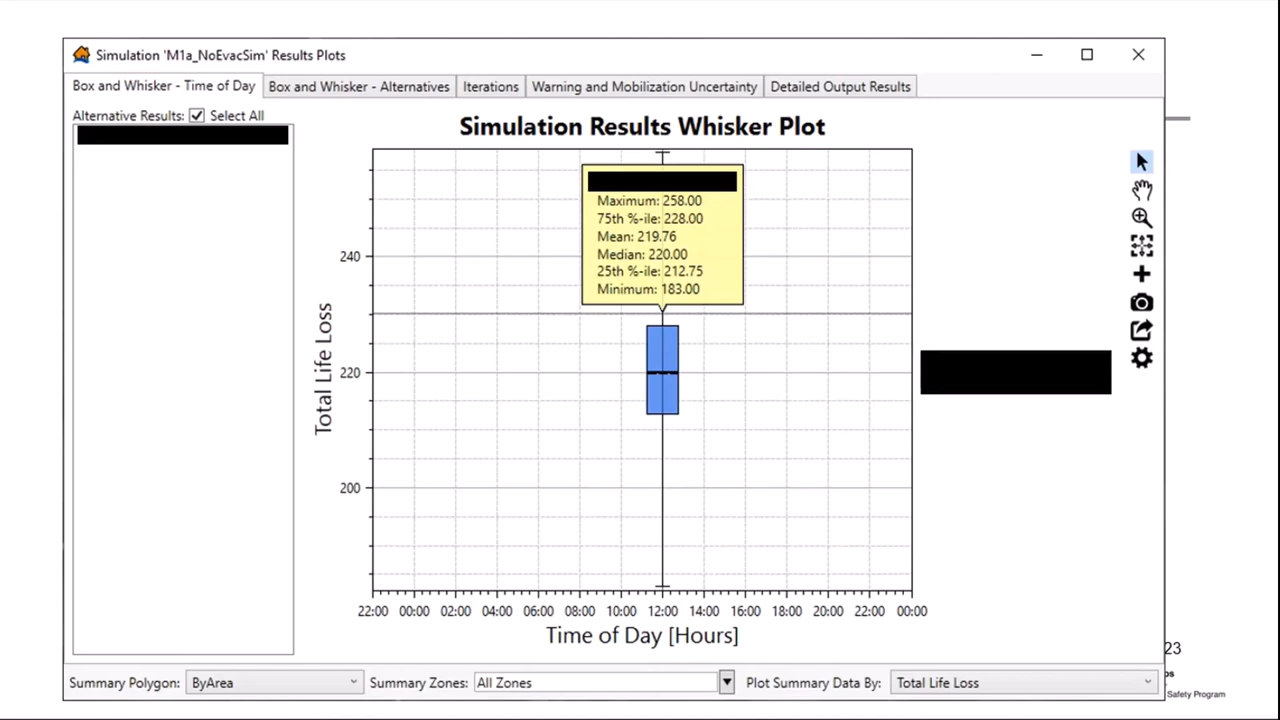 Simulation 'M1a_NoEvacSim' Results Plots
Box and Whisker - Time of Day
Box and Whisker - Alternatives
Iterations
Warning and Mobilization Uncertainty
Detailed Output Results
Alternative Results:
Select All
Simulation Results Whisker Plot
Maximum: 258.00
75th %-ile: 228.00
Mean: 219.76
Median: 220.00
25th %-ile: 212.75
Minimum: 183.00
Total Life Loss
240
220
200
22:00 00:00 02:00 04:00 06:00 08:00 10:00 12:00 14:00 16:00 18:00 20:00 22:00 00:00
Time of Day [Hours]
Summary Polygon: ByArea
Summary Zones: All Zones
Plot Summary Data By: Total Life Loss
23
ps
Safety Program